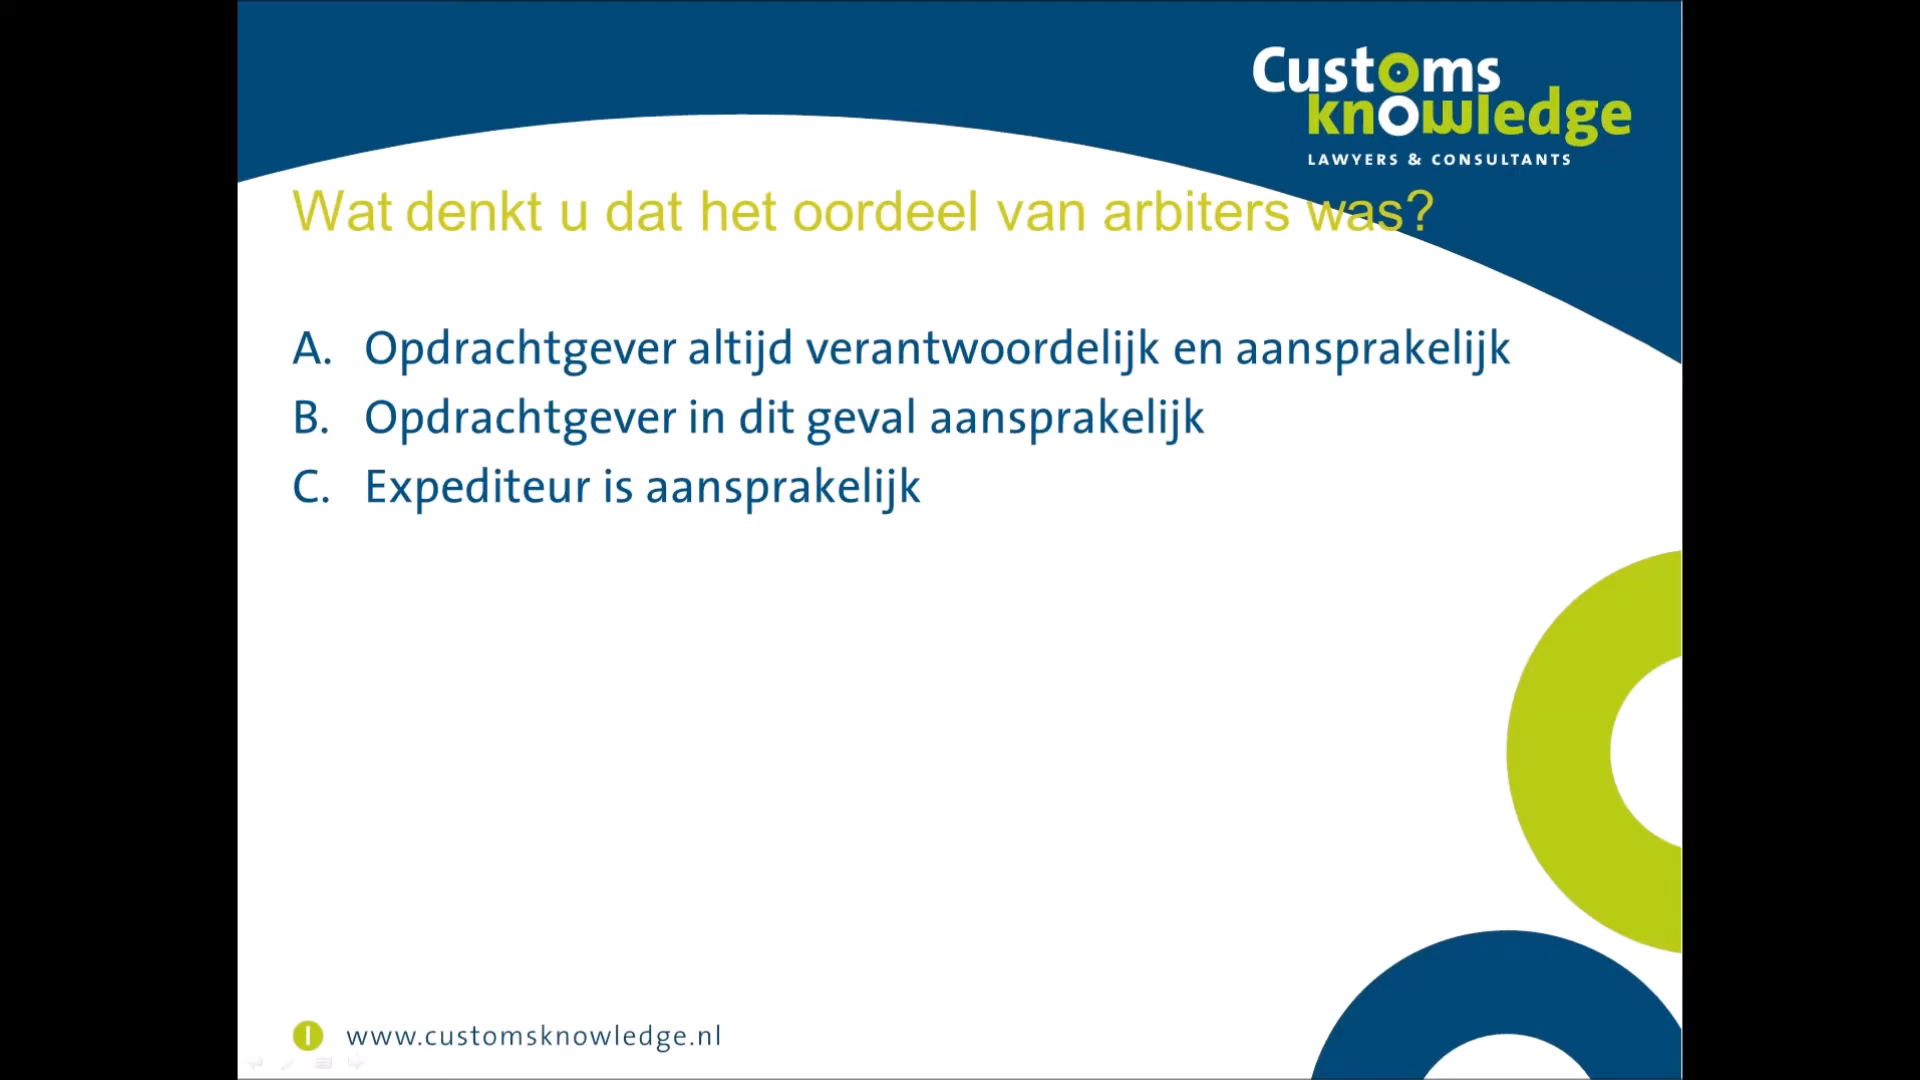 Customs
knowledge
LAWYERS & CONSULTANTS
Wat denkt u dat het oordeel van arbiters was?
A. Opdrachtgever altijd verantwoordelijk en aansprakelijk
B. Opdrachtgever in dit geval aansprakelijk
C. Expediteur is aansprakelijk
www.customsknowledge.nl